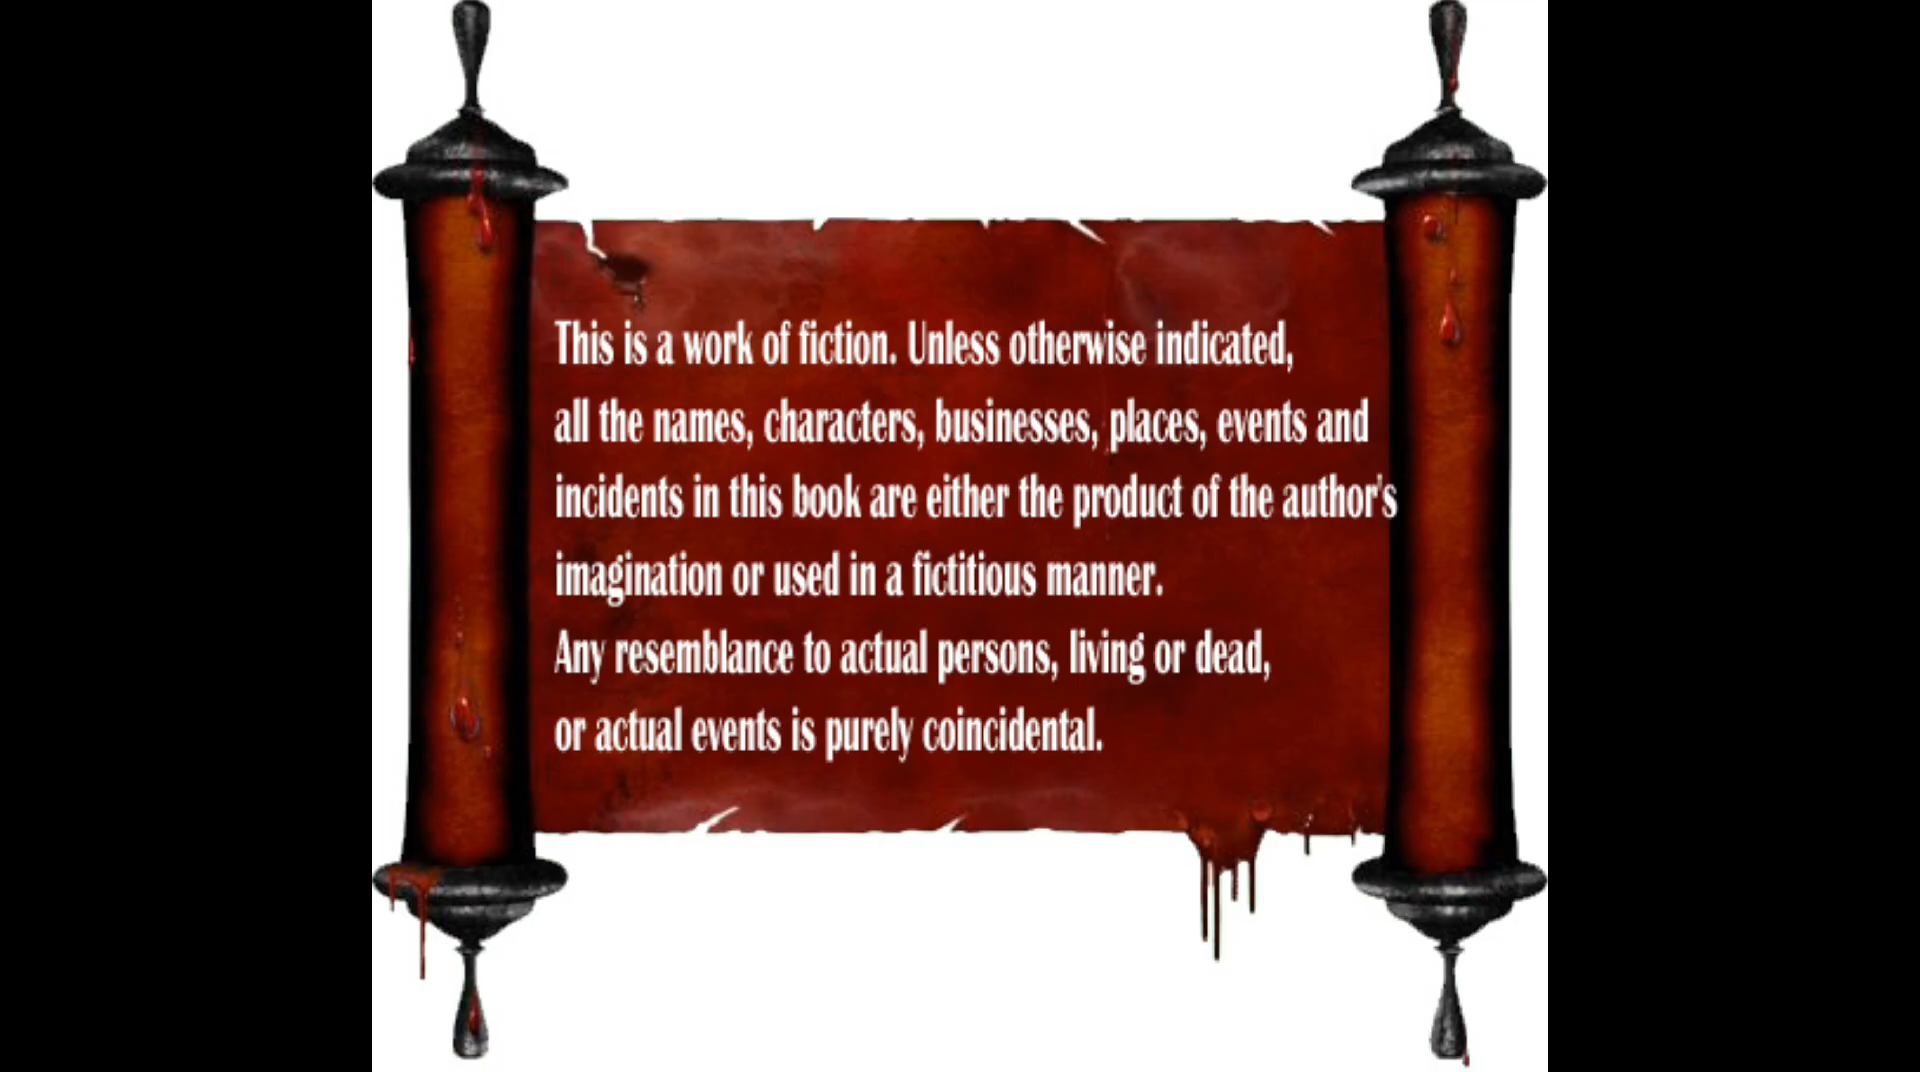 This is a work of fiction. Unless otherwise indicated,
all the names, characters, businesses, places, events and
incidents in this book are either the product of the author's
imagination or used in a fictitious manner.
Any resemblance to actual persons, living or dead,
or actual events is purely coincidental.